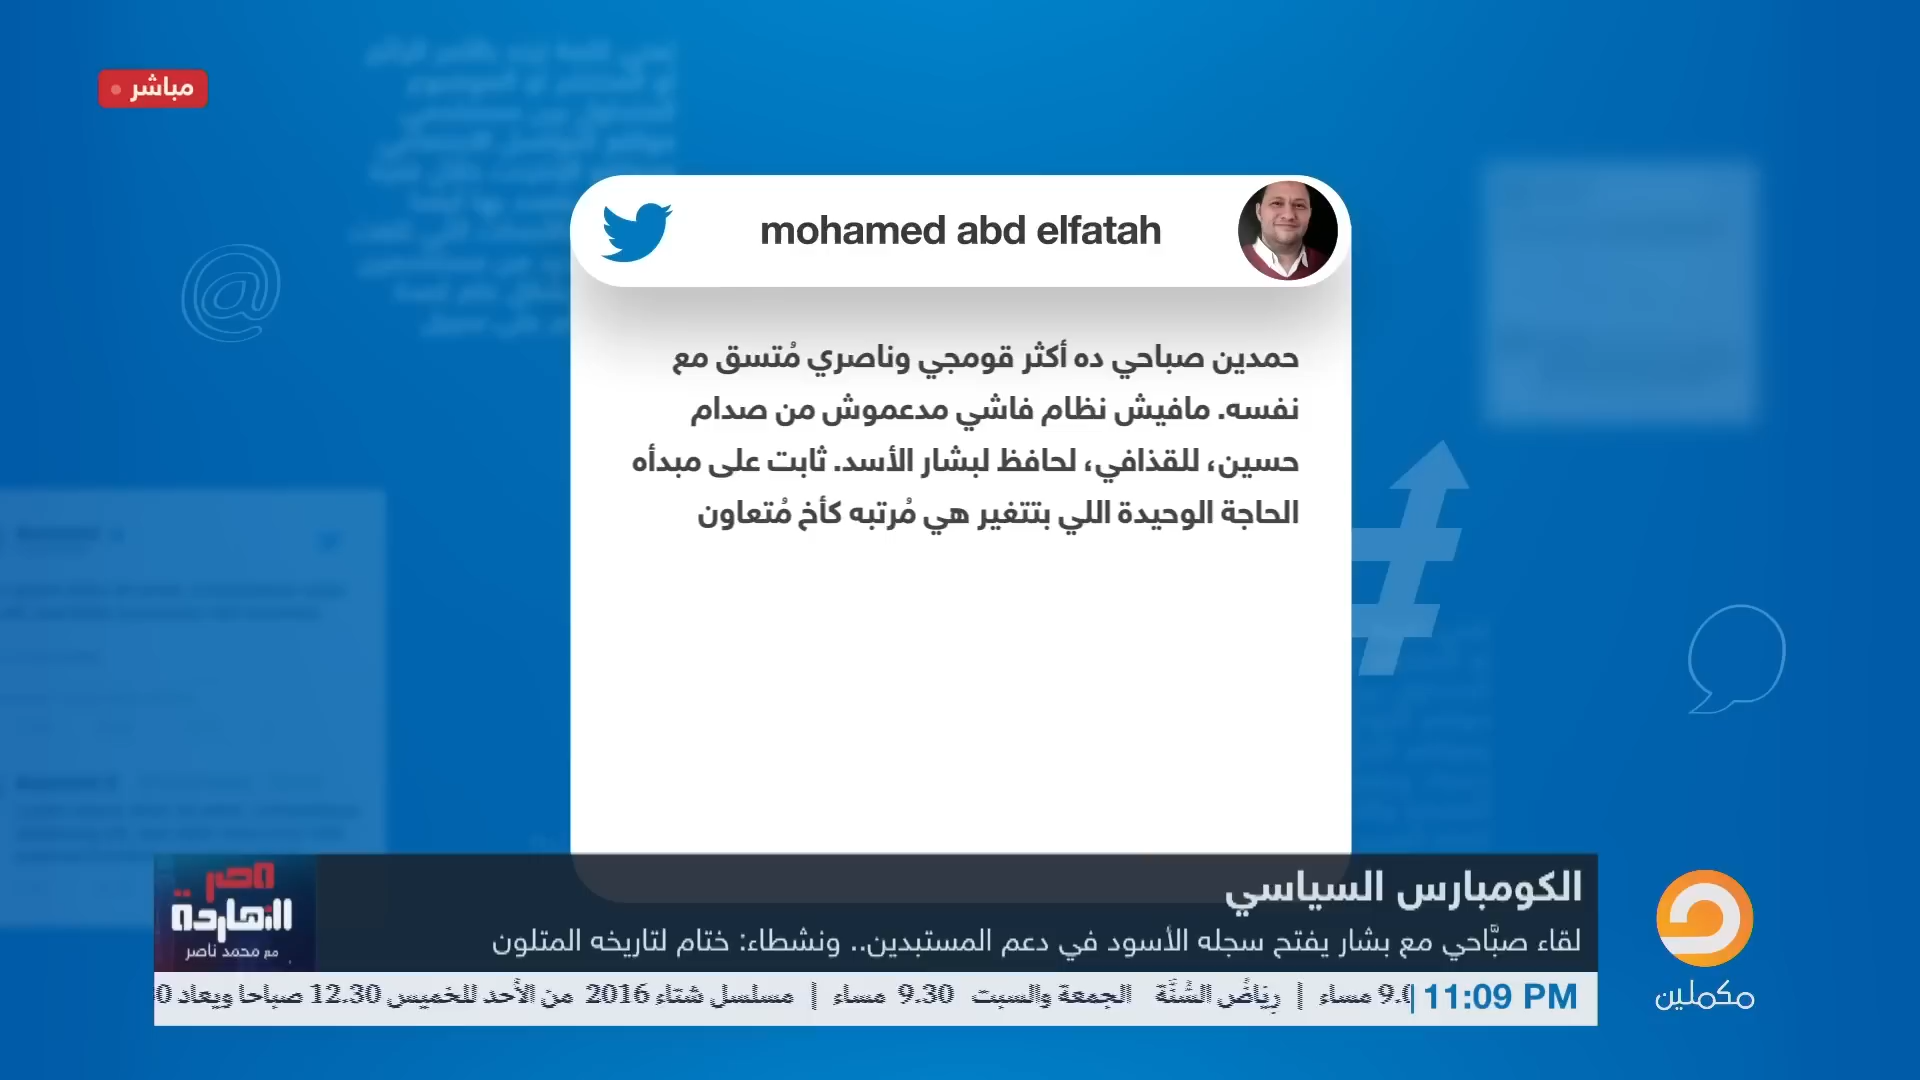 مباشر
mohamed abd elfatah
حمدين صباحي ده أكثر قومجي وناصري مُتسق مع
نفسه. مافيش نظام فاشي مدعموش من صدام
حسين، للقذافي، لحافظ لبشار الأسد. ثابت على مبدأه
الحاجة الوحيدة اللي بتتغير هي مُرتبه كأخ مُتعاون
الكومبارس السياسي
لقاء صبَّاحي مع بشار يفتح سجله الأسود في دعم المستبدين.. ونشطاء: ختام لتاريخه المتلون
مصر
النهاردة
مع محمد ناصر
11:09 PM
مساء | رِيَاضُ السُّنَّة الجمعة والسبت 9.30 مساء | مسلسل شتاء 2016 من الأحد للخميس 12.30 صباحا ويعاد
مكملين